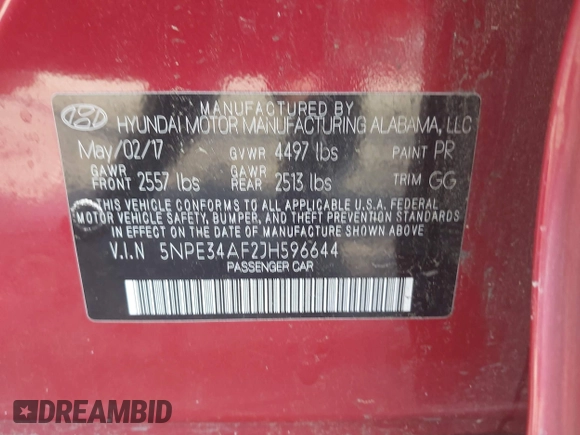 MANUFACTURED BY
HYUNDAI MOTOR MANUFACTURING ALABAMA, LLC
May/02/17 GVWR 4497 lbs PAINT PR
GAWR FRONT 2557 lbs GAWR REAR 2513 lbs TRIM GG
THIS VEHICLE CONFORMS TO ALL APPLICABLE U.S.A. FEDERAL
MOTOR VEHICLE SAFETY, BUMPER, AND THEFT PREVENTION STANDARDS
IN EFFECT ON THE DATE OF MANUFACTURE SHOWN ABOVE
V.I.N 5NPE34AF2JH596644
PASSENGER CAR
DREAMBID